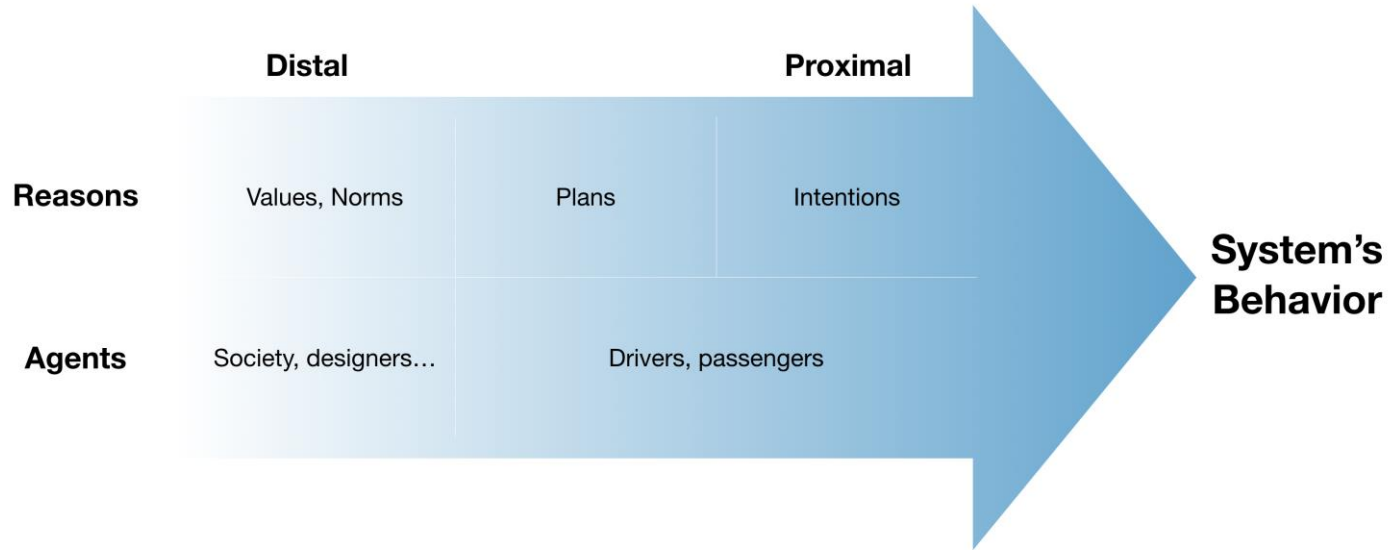 Distal
Proximal
Reasons
Values, Norms
Plans
Intentions
System’s
Behavior
Agents
Society, designers…
Drivers, passengers